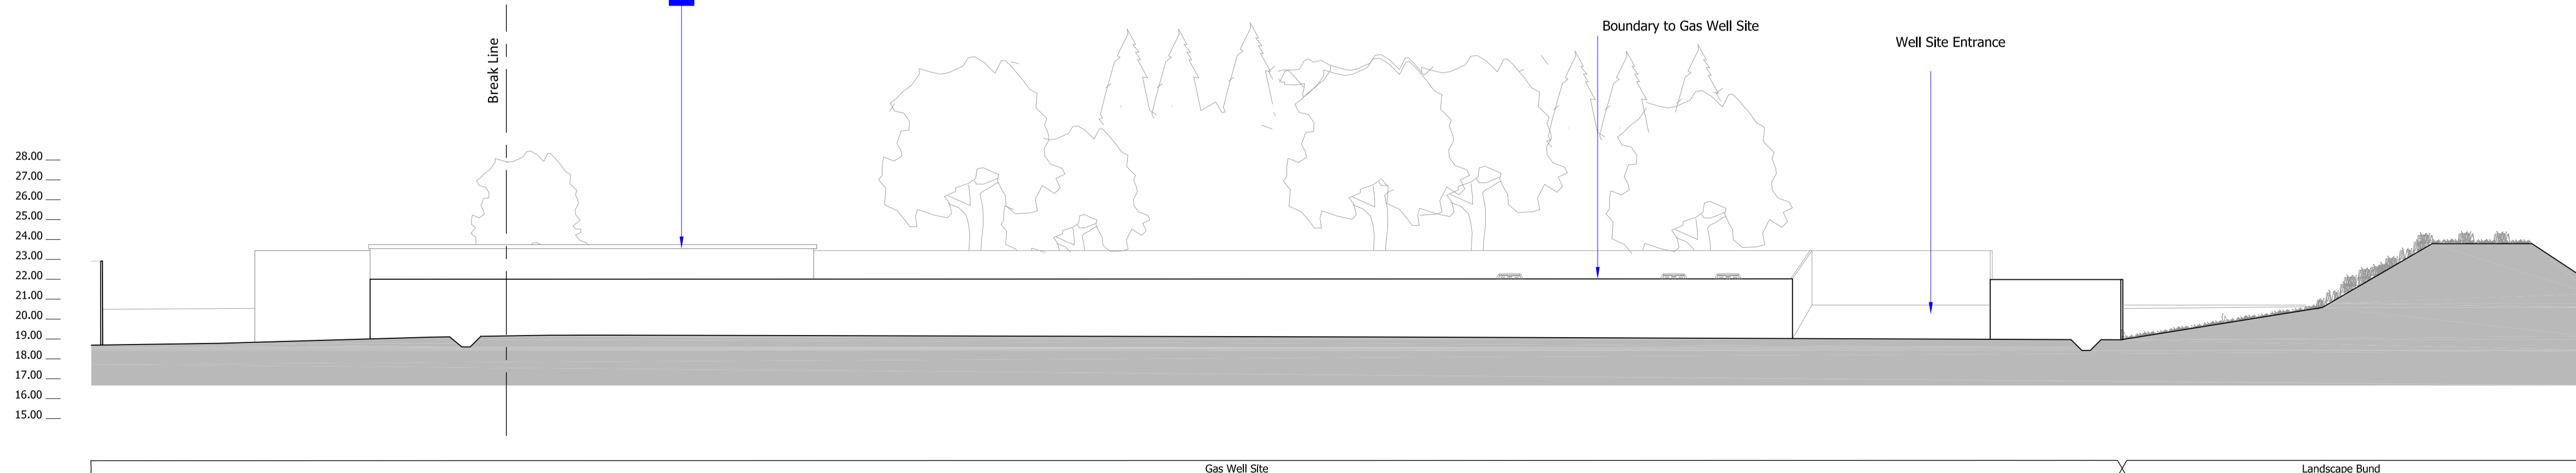 Break Line
Boundary to Gas Well Site
Well Site Entrance
28.00
27.00
26.00
25.00
24.00
23.00
22.00
21.00
20.00
19.00
18.00
17.00
16.00
15.00
Gas Well Site
Landscape Bund